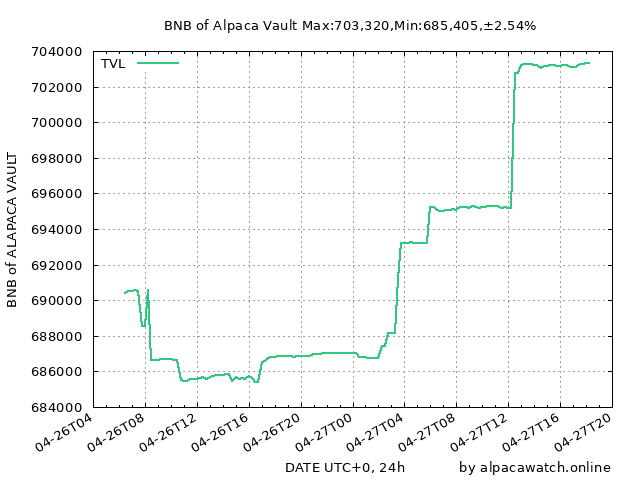 BNB of Alpaca Vault Max:703,320,Min:685,405,±2.54%
704000
TVL
702000
700000
698000
696000
694000
692000
690000
688000
686000
684000
BNB of ALAPACA VAULT
04-26T04
04-26T08
04-26T12
04-26T16
04-26T20
04-27T00
04-27T04
04-27T08
04-27T12
04-27T16
04-27T20
DATE UTC+0, 24h
by alpacawatch.online